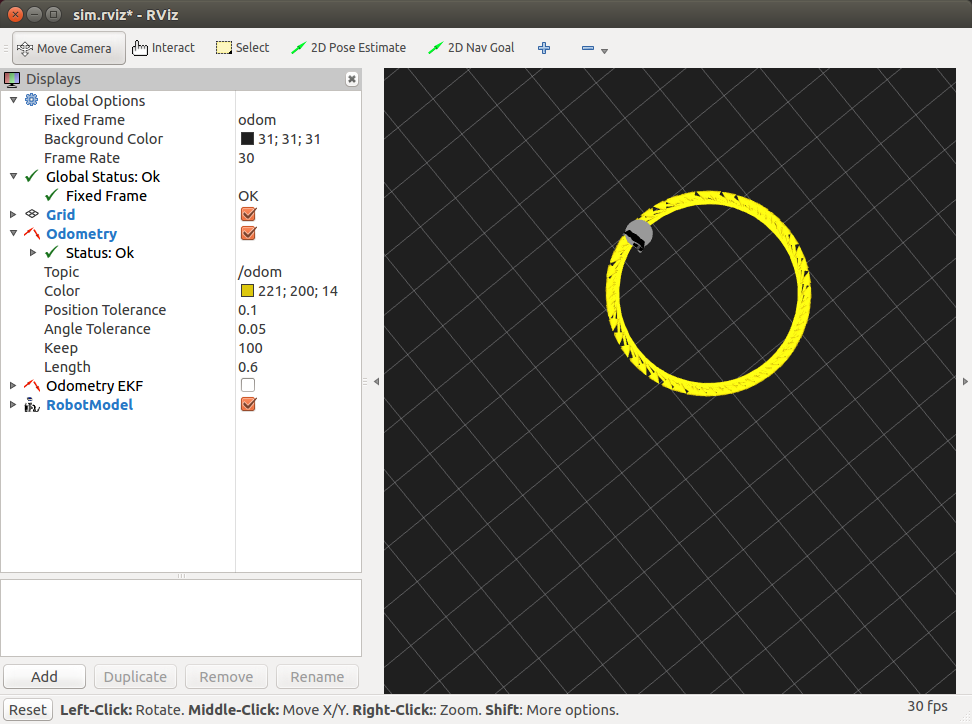 sim.rviz* - RViz
Move Camera Interact Select 2D Pose Estimate 2D Nav Goal
Displays
Global Options
Fixed Frame odom
Background Color 31; 31; 31
Frame Rate 30
Global Status: Ok
Fixed Frame OK
Grid
Odometry
Status: Ok
Topic /odom
Color 221; 200; 14
Position Tolerance 0.1
Angle Tolerance 0.05
Keep 100
Length 0.6
Odometry EKF
RobotModel
Add Duplicate Remove Rename
Reset Left-Click: Rotate. Middle-Click: Move X/Y. Right-Click:: Zoom. Shift: More options. 30 fps